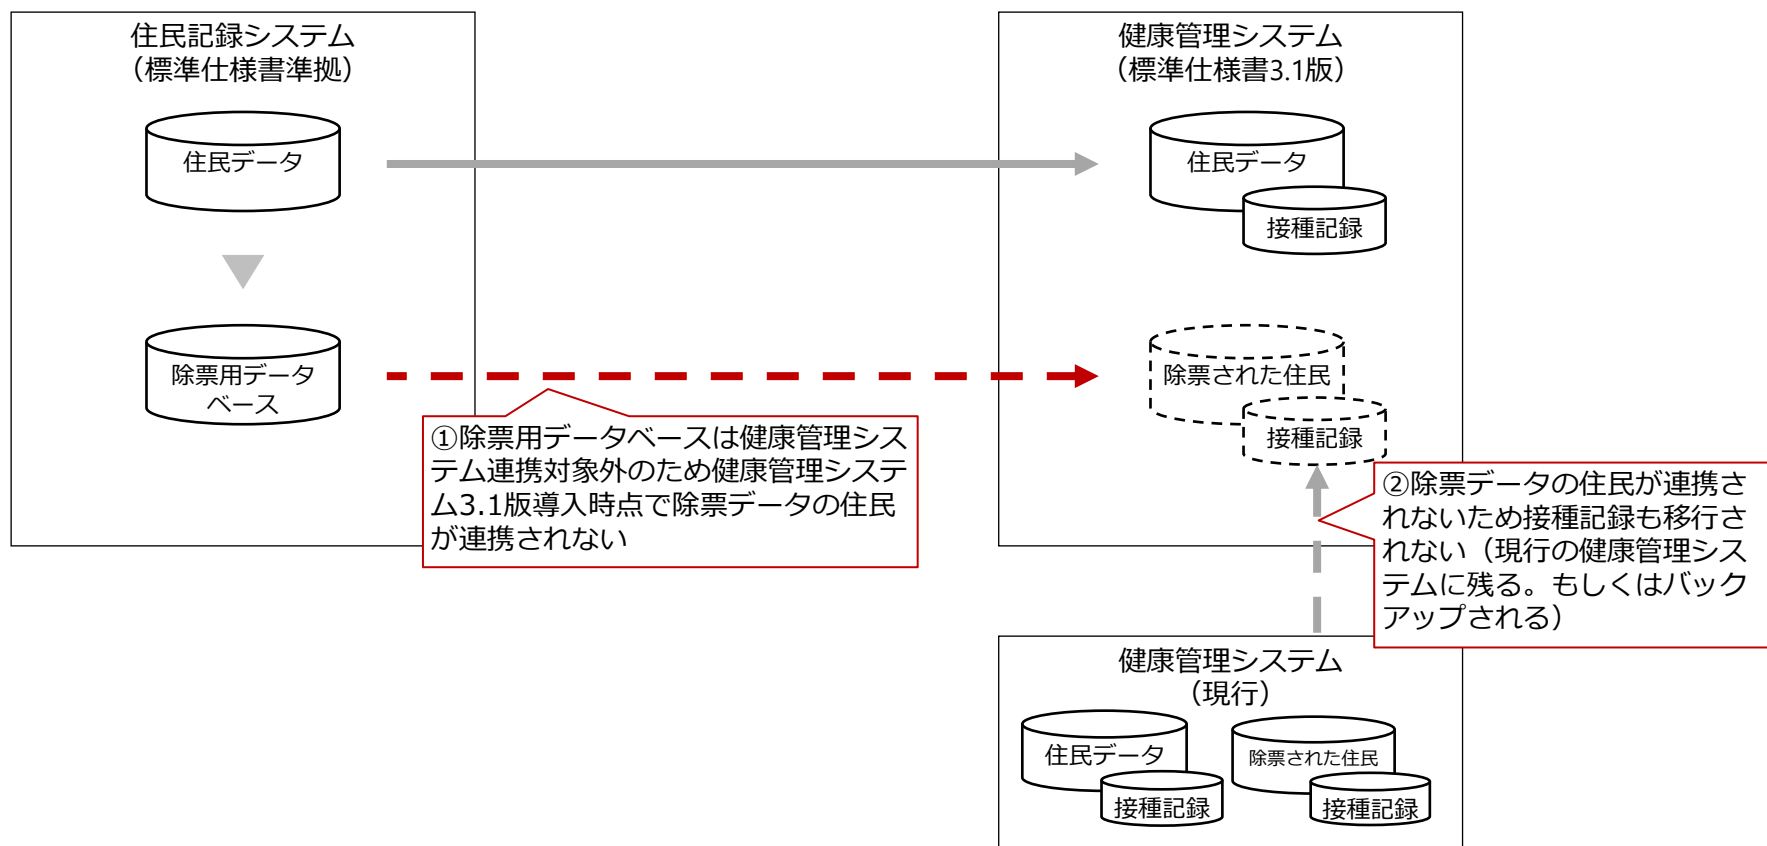 住民記録システム
（標準仕様書準拠）
住民データ
除票用データ
ベース
健康管理システム
（標準仕様書3.1版）
住民データ
接種記録
除票された住民
接種記録
①除票用データベースは健康管理シス
テム連携対象外のため健康管理システ
ム3.1版導入時点で除票データの住民
が連携されない
②除票データの住民が連携さ
れないため接種記録も移行さ
れない（現行の健康管理シス
テムに残る。もしくはバック
アップされる）
健康管理システム
（現行）
住民データ
接種記録
除票された住民
接種記録